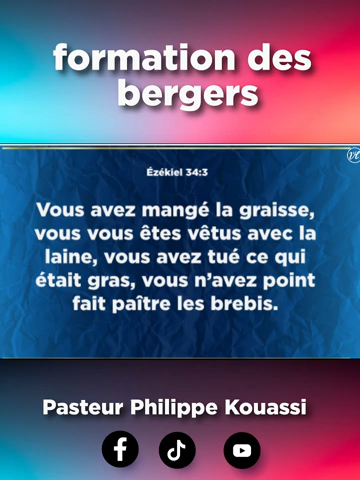 formation des
bergers
Ézékiel 34:3
Vous avez mangé la graisse,
vous vous êtes vêtus avec la
laine, vous avez tué ce qui
était gras, vous n’avez point
fait paître les brebis.
Pasteur Philippe Kouassi